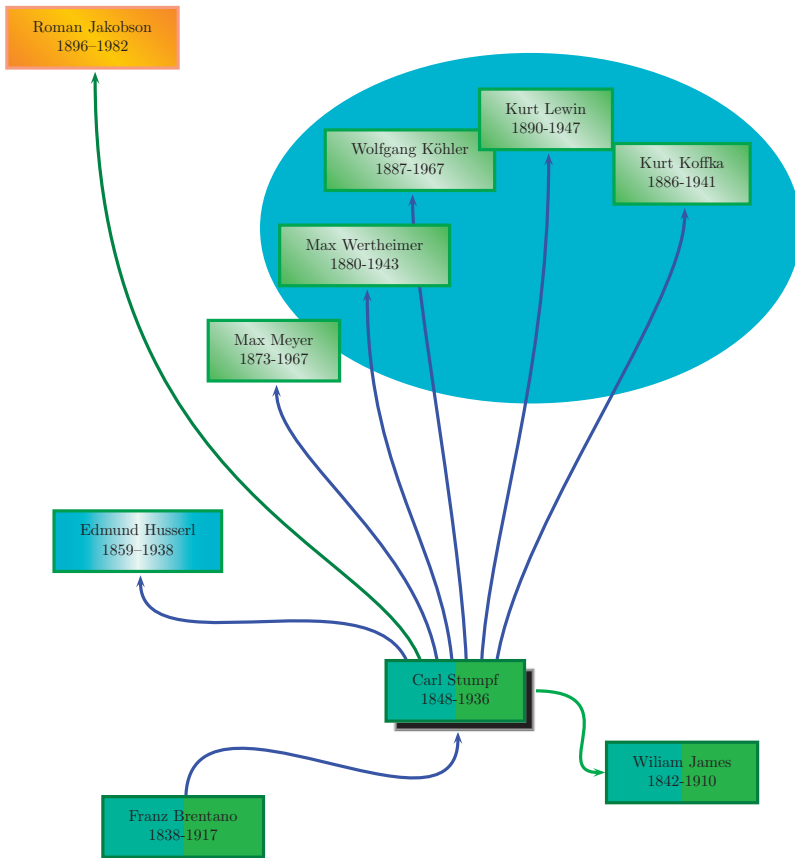 Roman Jakobson
1896–1982
Kurt Lewin
1890-1947
Wolfgang Köhler
1887-1967
Kurt Koffka
1886-1941
Max Wertheimer
1880-1943
Max Meyer
1873-1967
Edmund Husserl
1859–1938
Carl Stumpf
1848-1936
Wiliam James
1842-1910
Franz Brentano
1838-1917